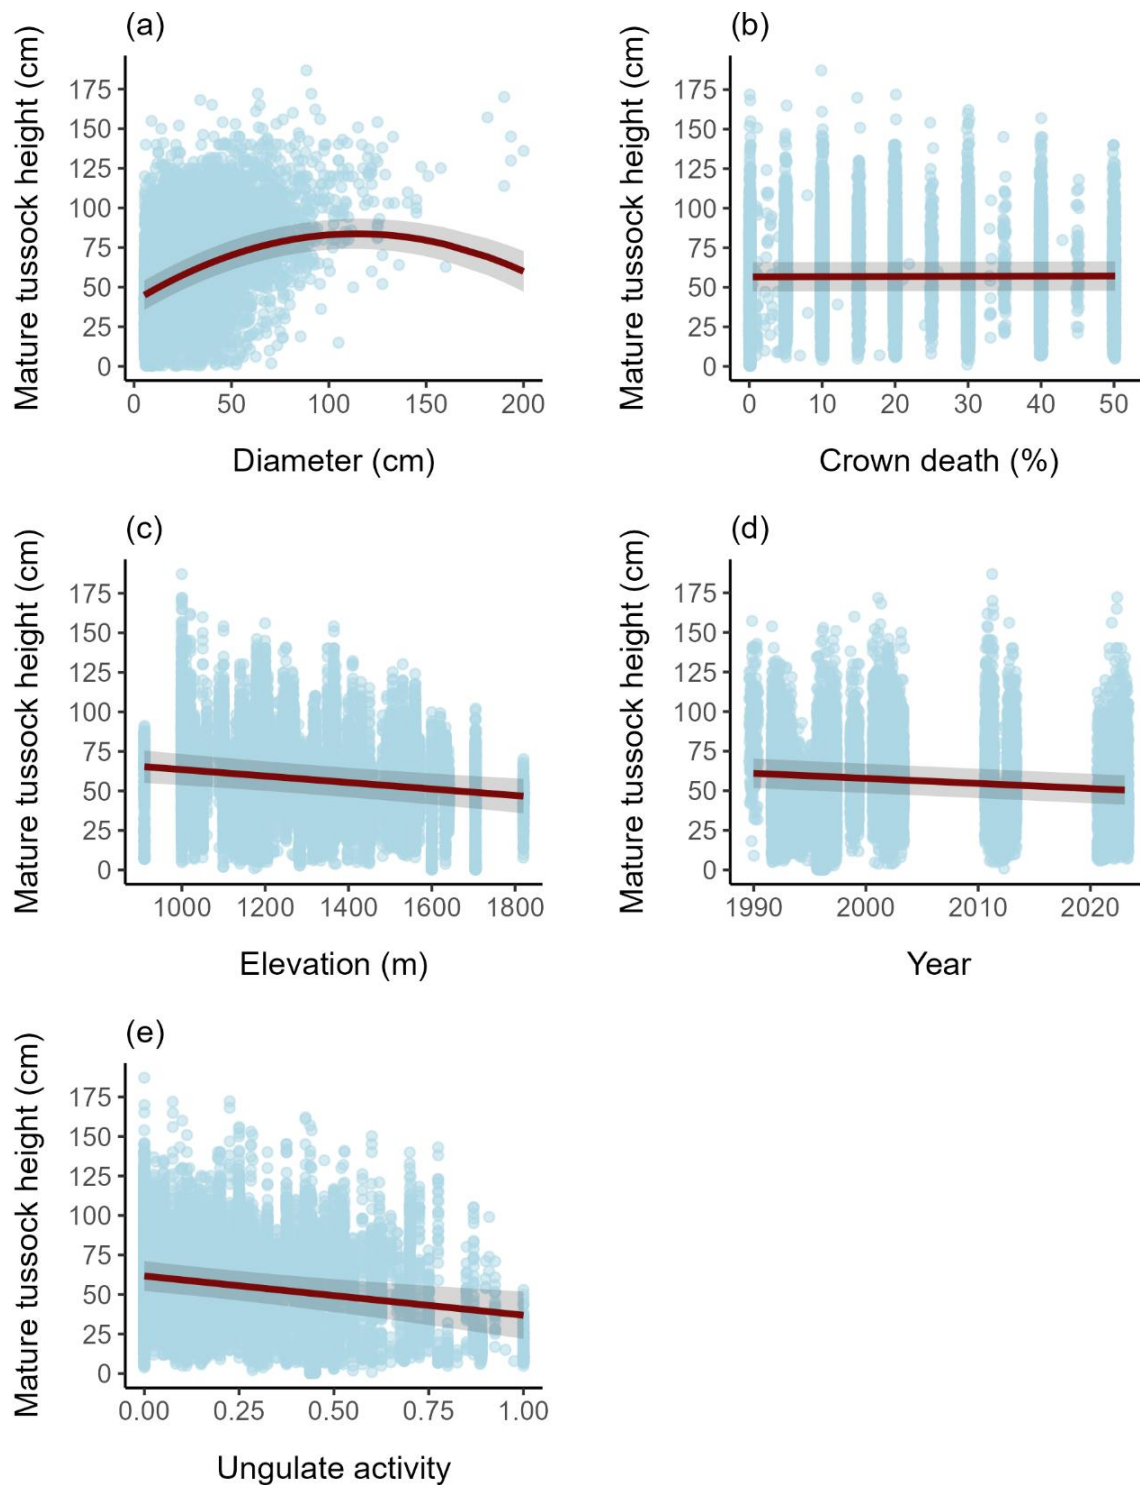 (a)
Mature tussock height (cm)
175
150
125
100
75
50
25
0
0 50 100 150 200
Diameter (cm)
(b)
Mature tussock height (cm)
175
150
125
100
75
50
25
0
0 10 20 30 40 50
Crown death (%)
(c)
Mature tussock height (cm)
175
150
125
100
75
50
25
0
1000 1200 1400 1600 1800
Elevation (m)
(d)
Mature tussock height (cm)
175
150
125
100
75
50
25
0
1990 2000 2010 2020
Year
(e)
Mature tussock height (cm)
175
150
125
100
75
50
25
0
0.00 0.25 0.50 0.75 1.00
Ungulate activity